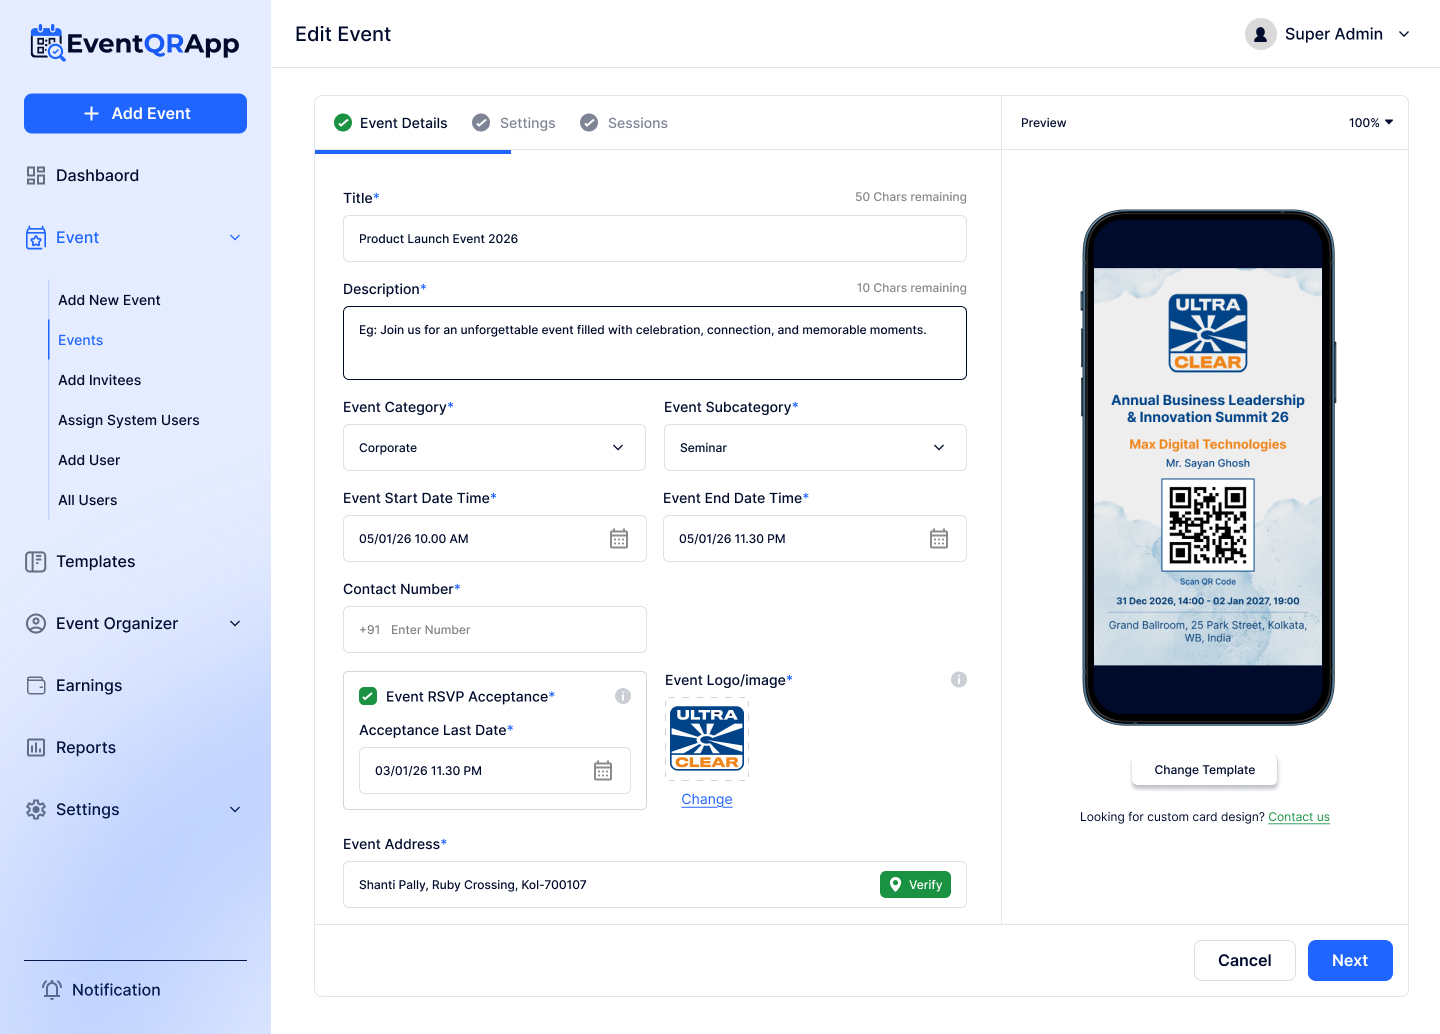 EventQRApp
Edit Event
Super Admin
Add Event
Dashbaord
Event
Add New Event
Events
Add Invitees
Assign System Users
Add User
All Users
Templates
Event Organizer
Earnings
Reports
Settings
Notification
Event Details
Settings
Sessions
Title*
50 Chars remaining
Product Launch Event 2026
Description*
10 Chars remaining
Eg: Join us for an unforgettable event filled with celebration, connection, and memorable moments.
Event Category*
Event Subcategory*
Corporate
Seminar
Event Start Date Time*
Event End Date Time*
05/01/26 10.00 AM
05/01/26 11.30 PM
Contact Number*
+91 Enter Number
Event RSVP Acceptance*
Acceptance Last Date*
03/01/26 11.30 PM
Event Logo/image*
ULTRA
CLEAR
Change
Event Address*
Shanti Pally, Ruby Crossing, Kol-700107
Verify
Preview
100%
ULTRA
CLEAR
Annual Business Leadership
& Innovation Summit 26
Max Digital Technologies
Mr. Sayan Ghosh
Scan QR Code
31 Dec 2026, 14:00 - 02 Jan 2027, 19:00
Grand Ballroom, 25 Park Street, Kolkata,
WB, India
Change Template
Looking for custom card design? Contact us
Cancel
Next